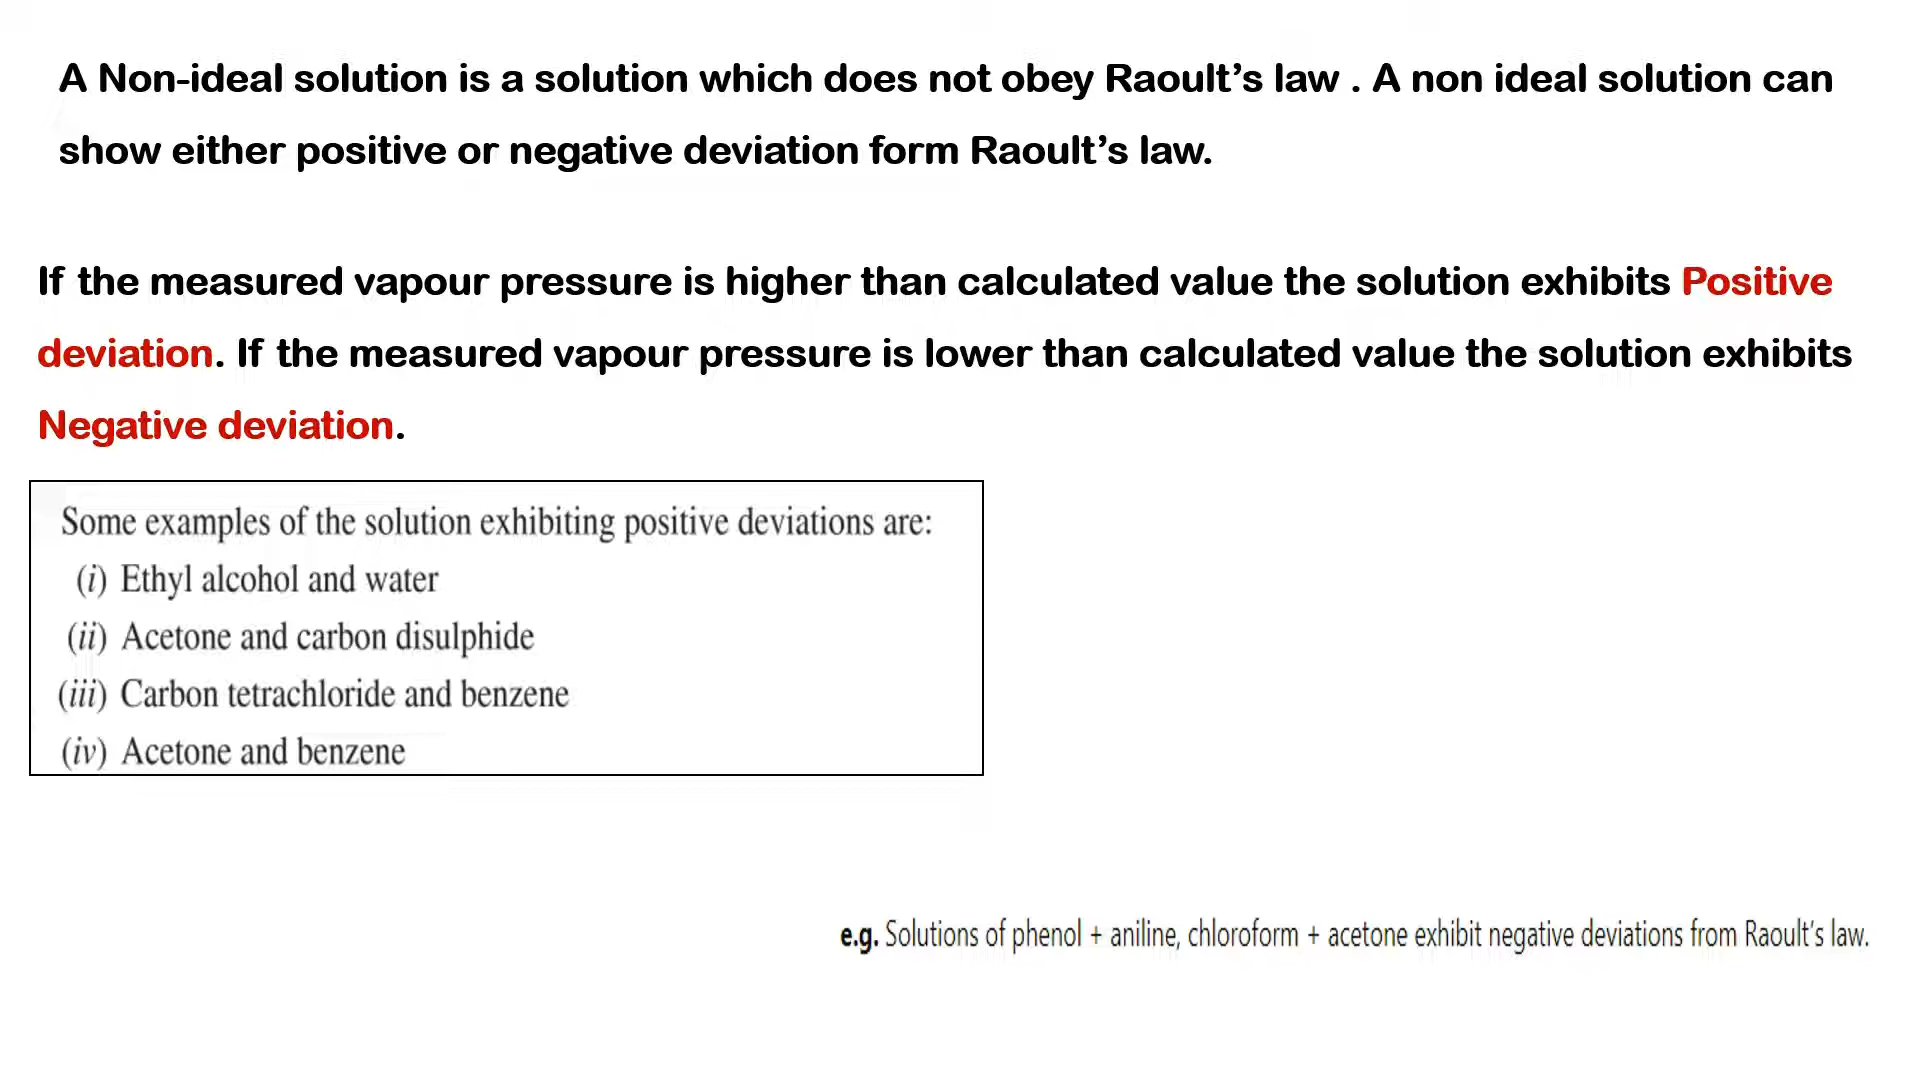 A Non-ideal solution is a solution which does not obey Raoult’s law . A non ideal solution can
show either positive or negative deviation form Raoult’s law.
If the measured vapour pressure is higher than calculated value the solution exhibits Positive
deviation. If the measured vapour pressure is lower than calculated value the solution exhibits
Negative deviation.
Some examples of the solution exhibiting positive deviations are:
(i) Ethyl alcohol and water
(ii) Acetone and carbon disulphide
(iii) Carbon tetrachloride and benzene
(iv) Acetone and benzene
e.g. Solutions of phenol + aniline, chloroform + acetone exhibit negative deviations from Raoult’s law.